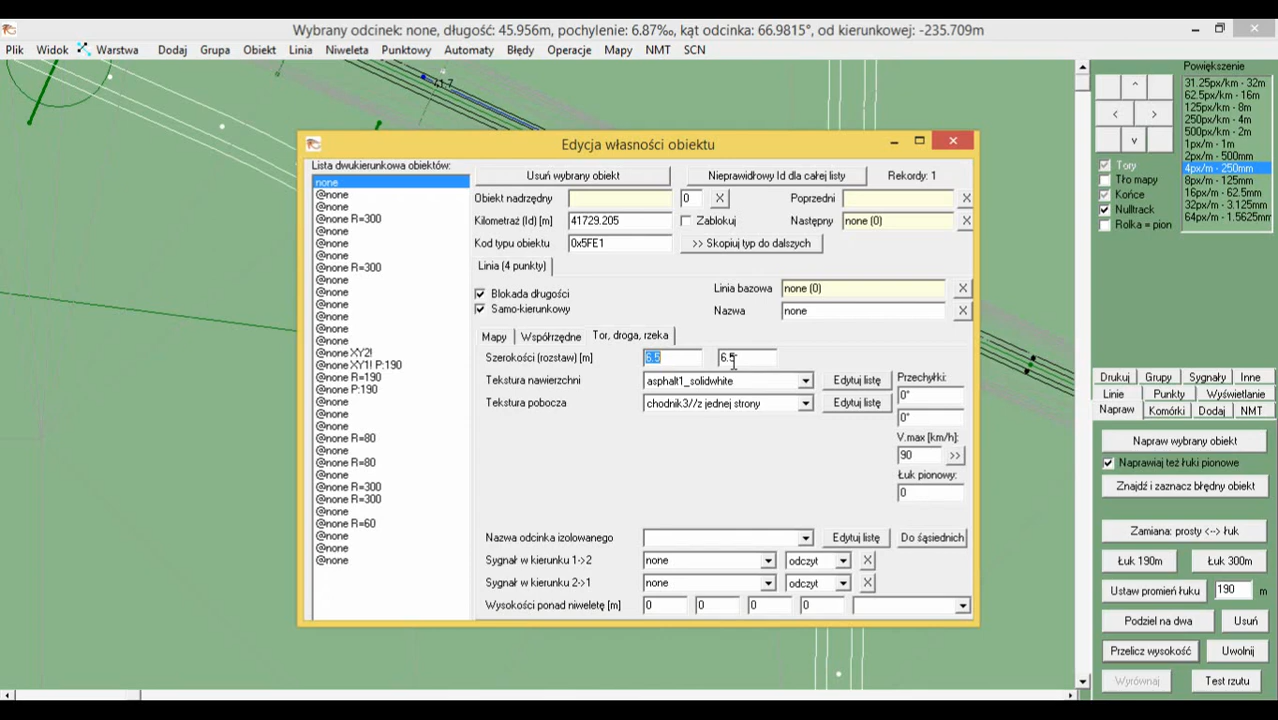 Wybrany odcinek: none, długość: 45.956m, pochylenie: 6.87‰, kąt odcinka: 66.9815°, od kierunkowej: -235.709m
Plik Widok Warstwa Dodaj Grupa Obiekt Linia Niweleta Punktowy Automaty Błędy Operacje Mapy NMT SCN
41.7
Edycja własności obiektu
Lista dwukierunkowa obiektów:
none
@none
@none
@none R=300
@none
@none
@none
@none R=300
@none
@none
@none
@none
@none
@none
@none XY2!
@none XY1! P:190
@none R=190
@none P:190
@none
@none
@none
@none R=80
@none
@none R=80
@none
@none R=300
@none R=300
@none
@none R=60
@none
@none
@none
Usuń wybrany obiekt
Nieprawidłowy Id dla całej listy
Rekordy: 1
Obiekt nadrzędny 0 X Poprzedni X
Kilometraż (Id) [m] 41729.205 Zablokuj Następny none (0) X
Kod typu obiektu 0x5FE1 >> Skopiuj typ do dalszych
Linia (4 punkty)
Blokada długości Linia bazowa none (0) X
Samo-kierunkowy Nazwa none X
Mapy Współrzędne Tor, droga, rzeka
Szerokości (rozstaw) [m] 6.5 6.5
Tekstura nawierzchni asphalt1_solidwhite Edytuj listę Przechyłki:
0°
Tekstura pobocza chodnik3//z jednej strony Edytuj listę
0°
V.max [km/h]:
90 >>
Łuk pionowy:
0
Nazwa odcinka izolowanego Edytuj listę Do sąsiednich
Sygnał w kierunku 1->2 none odczyt X
Sygnał w kierunku 2->1 none odczyt X
Wysokości ponad niweletę [m] 0 0 0 0
Powiększenie
31.25px/km - 32m
62.5px/km - 16m
125px/km - 8m
250px/km - 4m
500px/km - 2m
1px/m - 1m
2px/m - 500mm
4px/m - 250mm
8px/m - 125mm
16px/m - 62.5mm
32px/m - 3.125mm
64px/m - 1.5625mm
Tory
Tło mapy
Końce
Nulltrack
Rolka = pion
Drukuj Grupy Sygnały Inne
Linie Punkty Wyświetlanie
Napraw Komórki Dodaj NMT
Napraw wybrany obiekt
Naprawiaj też łuki pionowe
Znajdź i zaznacz błędny obiekt
Zamiana: prosty <--> łuk
Łuk 190m Łuk 300m
Ustaw promień łuku 190 m
Podziel na dwa Usuń
Przelicz wysokość Uwolnij
Wyrównaj Test rzutu